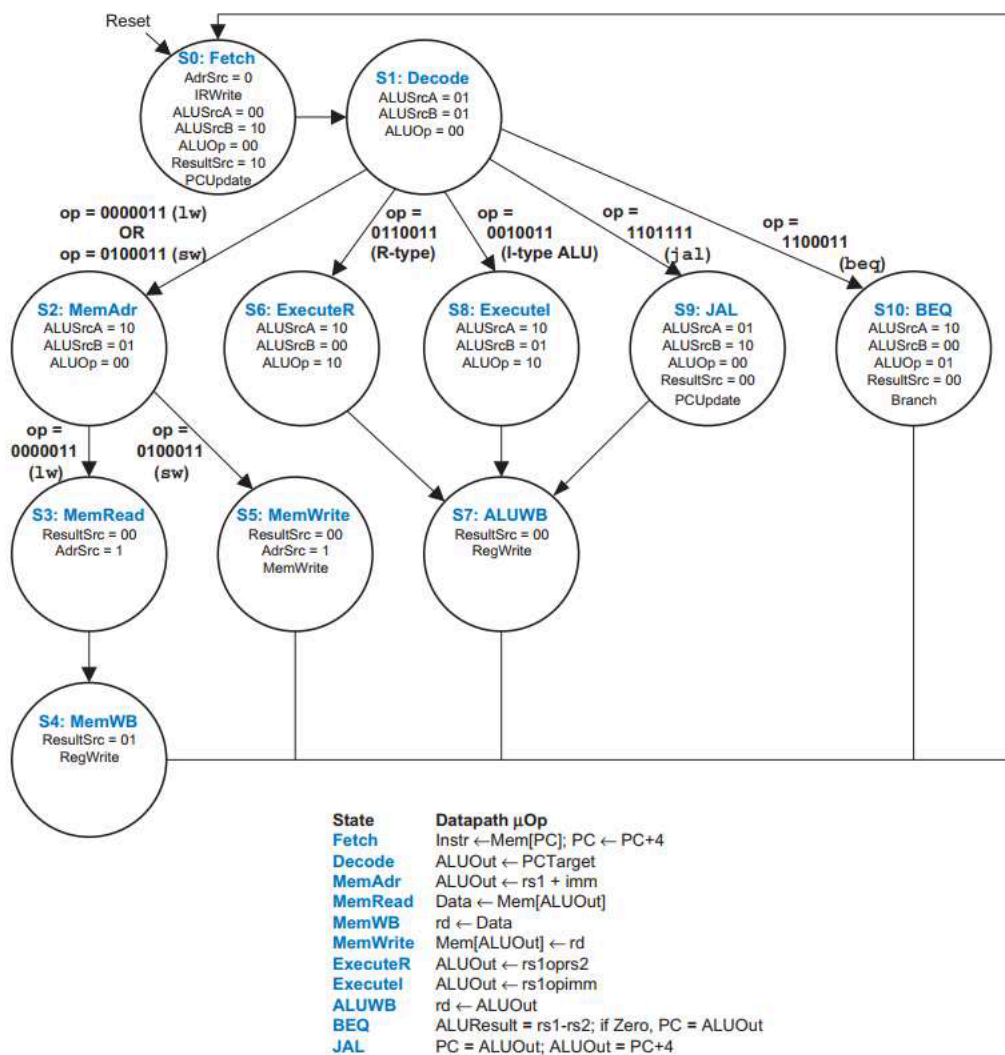 Reset
S0: Fetch
AdrSrc = 0
IRWrite
ALUSrcA = 00
ALUSrcB = 10
ALUOp = 00
ResultSrc = 10
PCUpdate
S1: Decode
ALUSrcA = 01
ALUSrcB = 01
ALUOp = 00
op = 0000011 (lw)
OR
op = 0100011 (sw)
op =
0110011
(R-type)
op =
0010011
(I-type ALU)
op =
1101111
(jal)
op =
1100011
(beq)
S2: MemAdr
ALUSrcA = 10
ALUSrcB = 01
ALUOp = 00
S6: ExecuteR
ALUSrcA = 10
ALUSrcB = 00
ALUOp = 10
S8: ExecuteI
ALUSrcA = 10
ALUSrcB = 01
ALUOp = 10
S9: JAL
ALUSrcA = 01
ALUSrcB = 10
ALUOp = 00
ResultSrc = 00
PCUpdate
S10: BEQ
ALUSrcA = 10
ALUSrcB = 00
ALUOp = 01
ResultSrc = 00
Branch
op =
0000011
(lw)
op =
0100011
(sw)
S3: MemRead
ResultSrc = 00
AdrSrc = 1
S5: MemWrite
ResultSrc = 00
AdrSrc = 1
MemWrite
S7: ALUWB
ResultSrc = 00
RegWrite
S4: MemWB
ResultSrc = 01
RegWrite
State Datapath μOp
Fetch Instr ←Mem[PC]; PC ← PC+4
Decode ALUOut ← PCTarget
MemAdr ALUOut ← rs1 + imm
MemRead Data ← Mem[ALUOut]
MemWB rd ← Data
MemWrite Mem[ALUOut] ← rd
ExecuteR ALUOut ← rs1oprs2
ExecuteI ALUOut ← rs1opimm
ALUWB rd ← ALUOut
BEQ ALUResult = rs1-rs2; if Zero, PC = ALUOut
JAL PC = ALUOut; ALUOut = PC+4